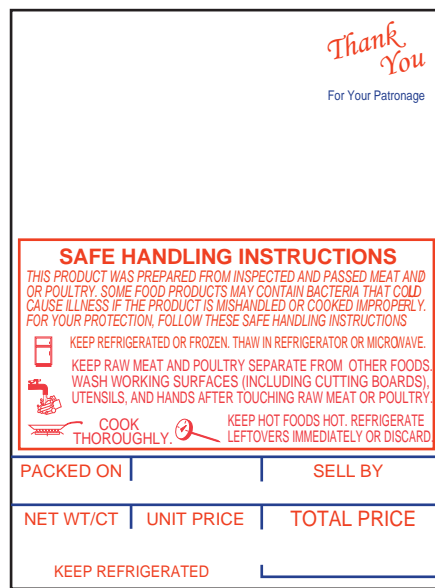 Thank
You
For Your Patronage
SAFE HANDLING INSTRUCTIONS
THIS PRODUCT WAS PREPARED FROM INSPECTED AND PASSED MEAT AND
OR POULTRY. SOME FOOD PRODUCTS MAY CONTAIN BACTERIA THAT COLD
CAUSE ILLNESS IF THE PRODUCT IS MISHANDLED OR COOKED IMPROPERLY.
FOR YOUR PROTECTION, FOLLOW THESE SAFE HANDLING INSTRUCTIONS
KEEP REFRIGERATED OR FROZEN. THAW IN REFRIGERATOR OR MICROWAVE.
KEEP RAW MEAT AND POULTRY SEPARATE FROM OTHER FOODS.
WASH WORKING SURFACES (INCLUDING CUTTING BOARDS),
UTENSILS, AND HANDS AFTER TOUCHING RAW MEAT OR POULTRY.
COOK
THOROUGHLY.
KEEP HOT FOODS HOT. REFRIGERATE
LEFTOVERS IMMEDIATELY OR DISCARD.
PACKED ON SELL BY
NET WT/CT UNIT PRICE TOTAL PRICE
KEEP REFRIGERATED